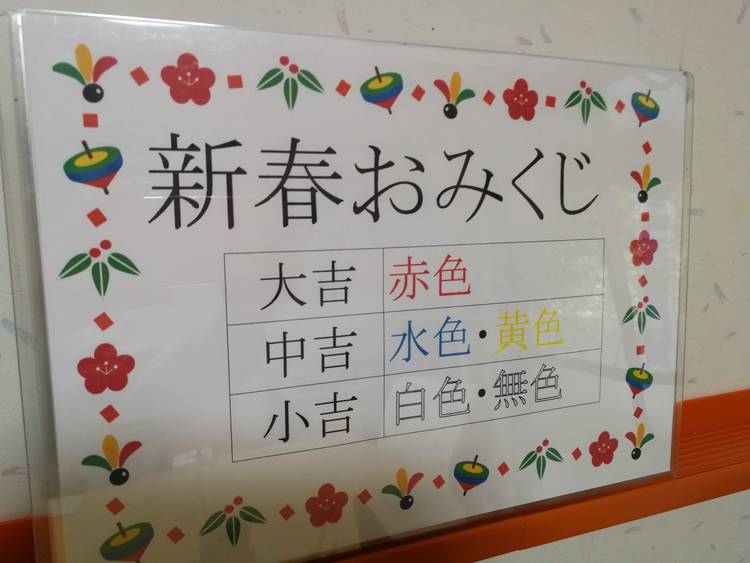 新春おみくじ
大吉 赤色
中吉 水色・黄色
小吉 白色・無色